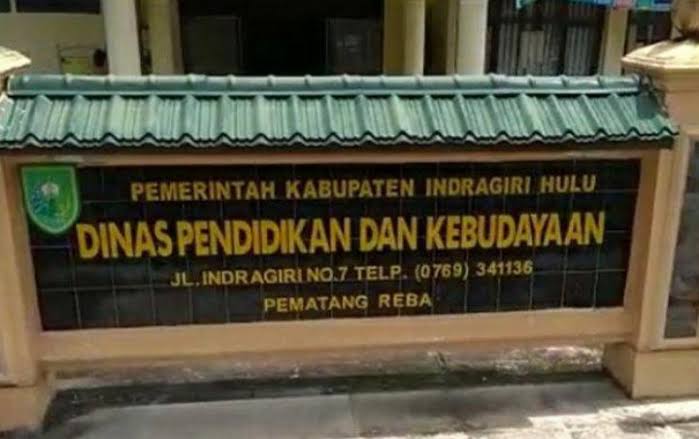 PEMERINTAH KABUPATEN INDRAGIRI HULU
DINAS PENDIDIKAN DAN KEBUDAYAAN
JL. INDRAGIRI NO.7 TELP. (0769) 341136
PEMATANG REBA